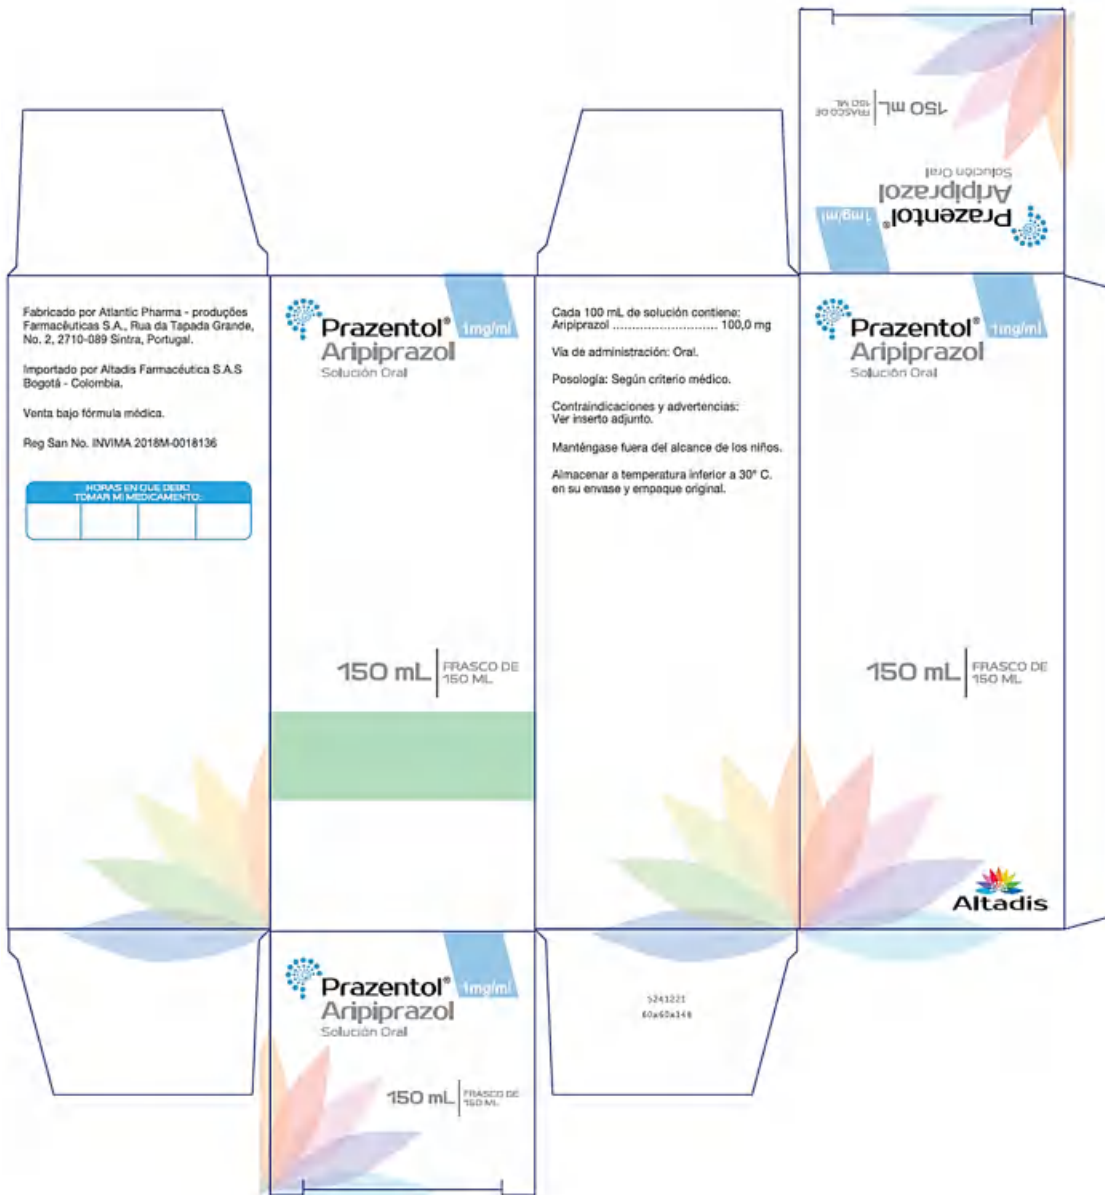 150 mL
FRASCO DE
150 ML
Solución Oral
Aripiprazol
Prazentol®
1mg/ml
Fabricado por Atlantic Pharma - produções
Farmacêuticas S.A., Rua da Tapada Grande,
No. 2, 2710-089 Sintra, Portugal.
Importado por Altadis Farmacéutica S.A.S
Bogotá - Colombia.
Venta bajo fórmula médica.
Reg San No. INVIMA 2018M-0018136
HORAS EN QUE DEBO
TOMAR MI MEDICAMENTO:
Prazentol® 1mg/ml
Aripiprazol
Solución Oral
150 mL
FRASCO DE
150 ML
Cada 100 mL de solución contiene:
Aripiprazol ............................ 100,0 mg
Vía de administración: Oral.
Posología: Según criterio médico.
Contraindicaciones y advertencias:
Ver inserto adjunto.
Manténgase fuera del alcance de los niños.
Almacenar a temperatura inferior a 30° C.
en su envase y empaque original.
Prazentol® 1mg/ml
Aripiprazol
Solución Oral
150 mL
FRASCO DE
150 ML
Altadis
Prazentol® 1mg/ml
Aripiprazol
Solución Oral
150 mL
FRASCO DE
150 ML
5241221
60x60x148